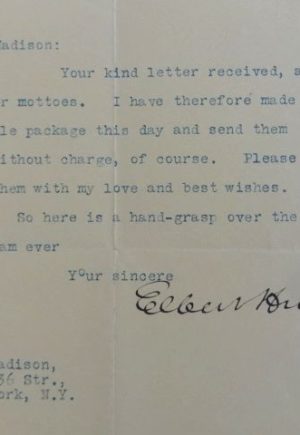 adison:
Your kind letter received, a
r mottoes. I have therefore made
le package this day and send them
ithout charge, of course. Please
hem with my love and best wishes.
So here is a hand-grasp over the
am ever
Your sincere
Elbert Hu
adison,
36 Str.,
ork, N.Y.